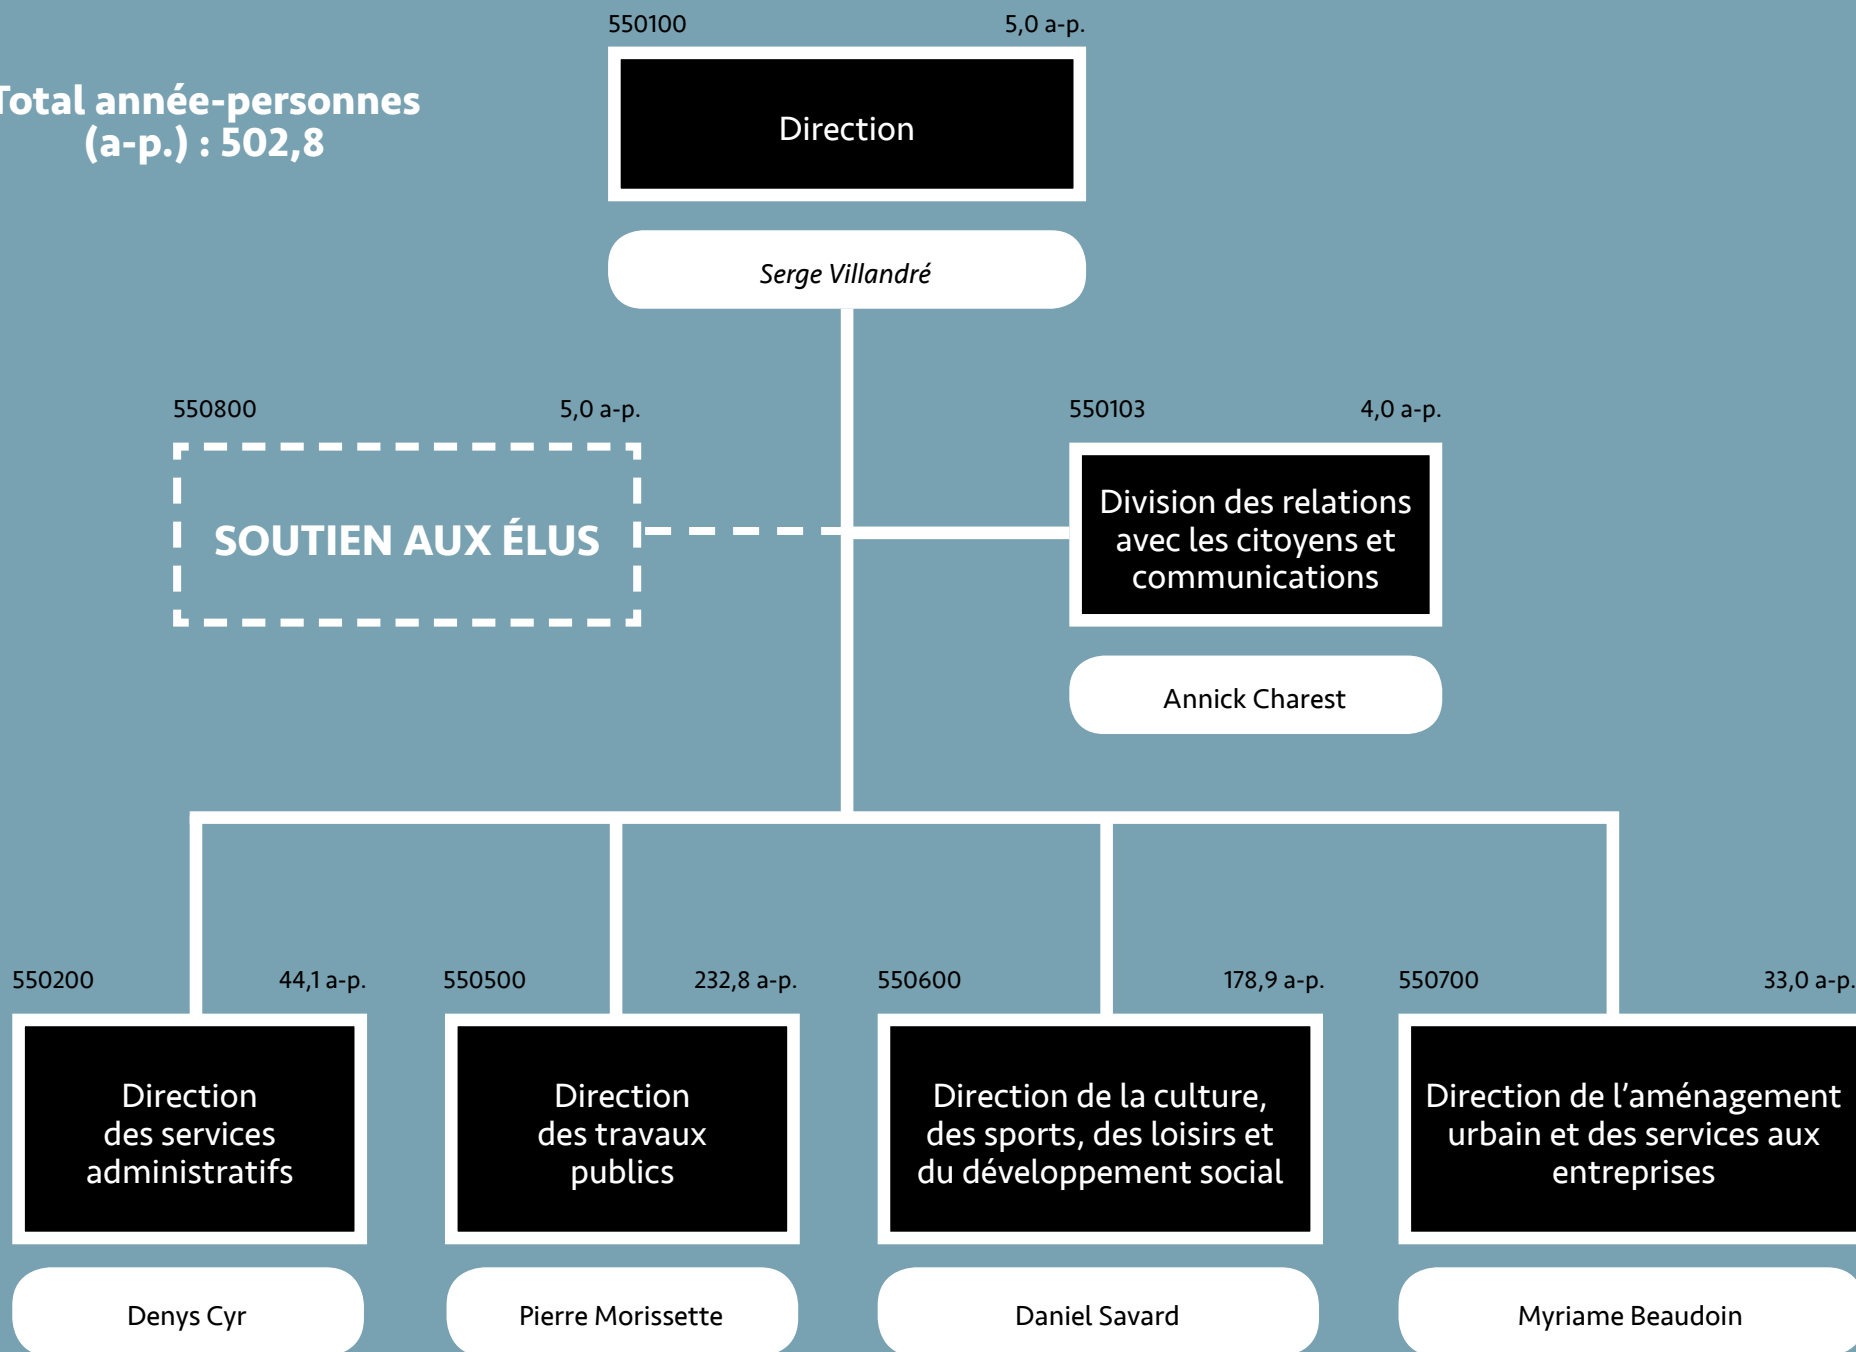 550100 5,0 a-p.
Total année-personnes
(a-p.) : 502,8
Direction
Serge Villandré
550800 5,0 a-p.
550103 4,0 a-p.
SOUTIEN AUX ÉLUS
Division des relations
avec les citoyens et
communications
Annick Charest
550200 44,1 a-p.
550500 232,8 a-p.
550600 178,9 a-p.
550700 33,0 a-p.
Direction
des services
administratifs
Direction
des travaux
publics
Direction de la culture,
des sports, des loisirs et
du développement social
Direction de l’aménagement
urbain et des services aux
entreprises
Denys Cyr
Pierre Morissette
Daniel Savard
Myriame Beaudoin